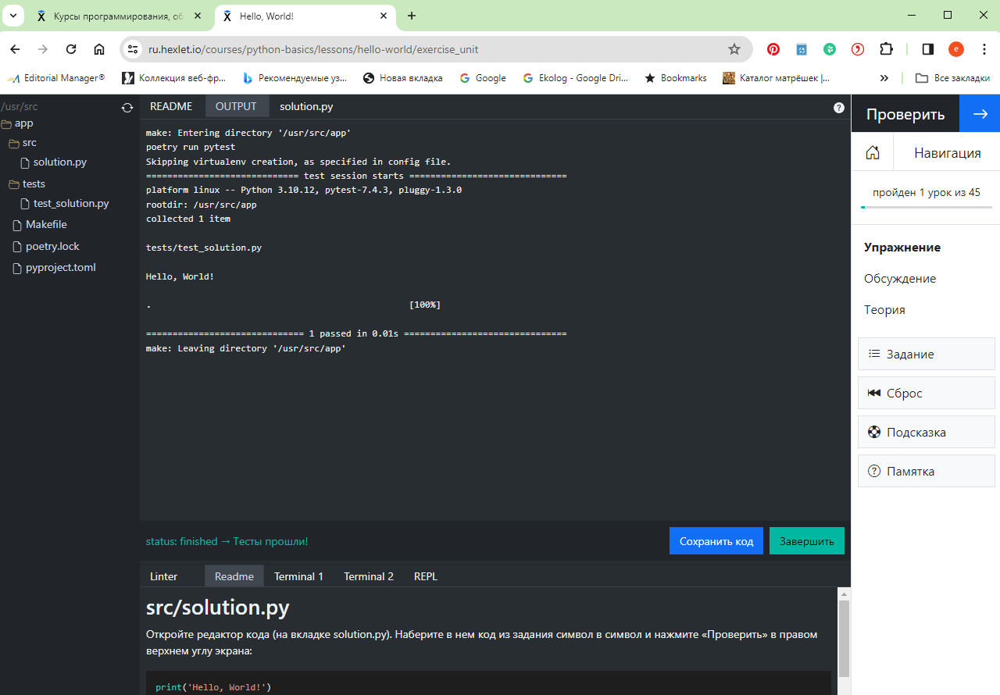 Курсы программирования, об
Hello, World!
ru.hexlet.io/courses/python-basics/lessons/hello-world/exercise_unit
e
Editorial Manager®
Коллекция веб-фр...
Рекомендуемые уз...
Новая вкладка
Google
Ekolog - Google Dri...
Bookmarks
Каталог матрёшек |...
Все закладки
/usr/src
app
src
solution.py
tests
test_solution.py
Makefile
poetry.lock
pyproject.toml
README
OUTPUT
solution.py
make: Entering directory '/usr/src/app'
poetry run pytest
Skipping virtualenv creation, as specified in config file.
============================= test session starts ==============================
platform linux -- Python 3.10.12, pytest-7.4.3, pluggy-1.3.0
rootdir: /usr/src/app
collected 1 item
tests/test_solution.py
Hello, World!
. [100%]
============================== 1 passed in 0.01s ===============================
make: Leaving directory '/usr/src/app'
status: finished → Тесты прошли!
Сохранить код
Завершить
Linter
Readme
Terminal 1
Terminal 2
REPL
src/solution.py
Откройте редактор кода (на вкладке solution.py). Наберите в нем код из задания символ в символ и нажмите «Проверить» в правом
верхнем углу экрана:
print('Hello, World!')
Проверить
Навигация
пройден 1 урок из 45
Упражнение
Обсуждение
Теория
Задание
Сброс
Подсказка
Памятка